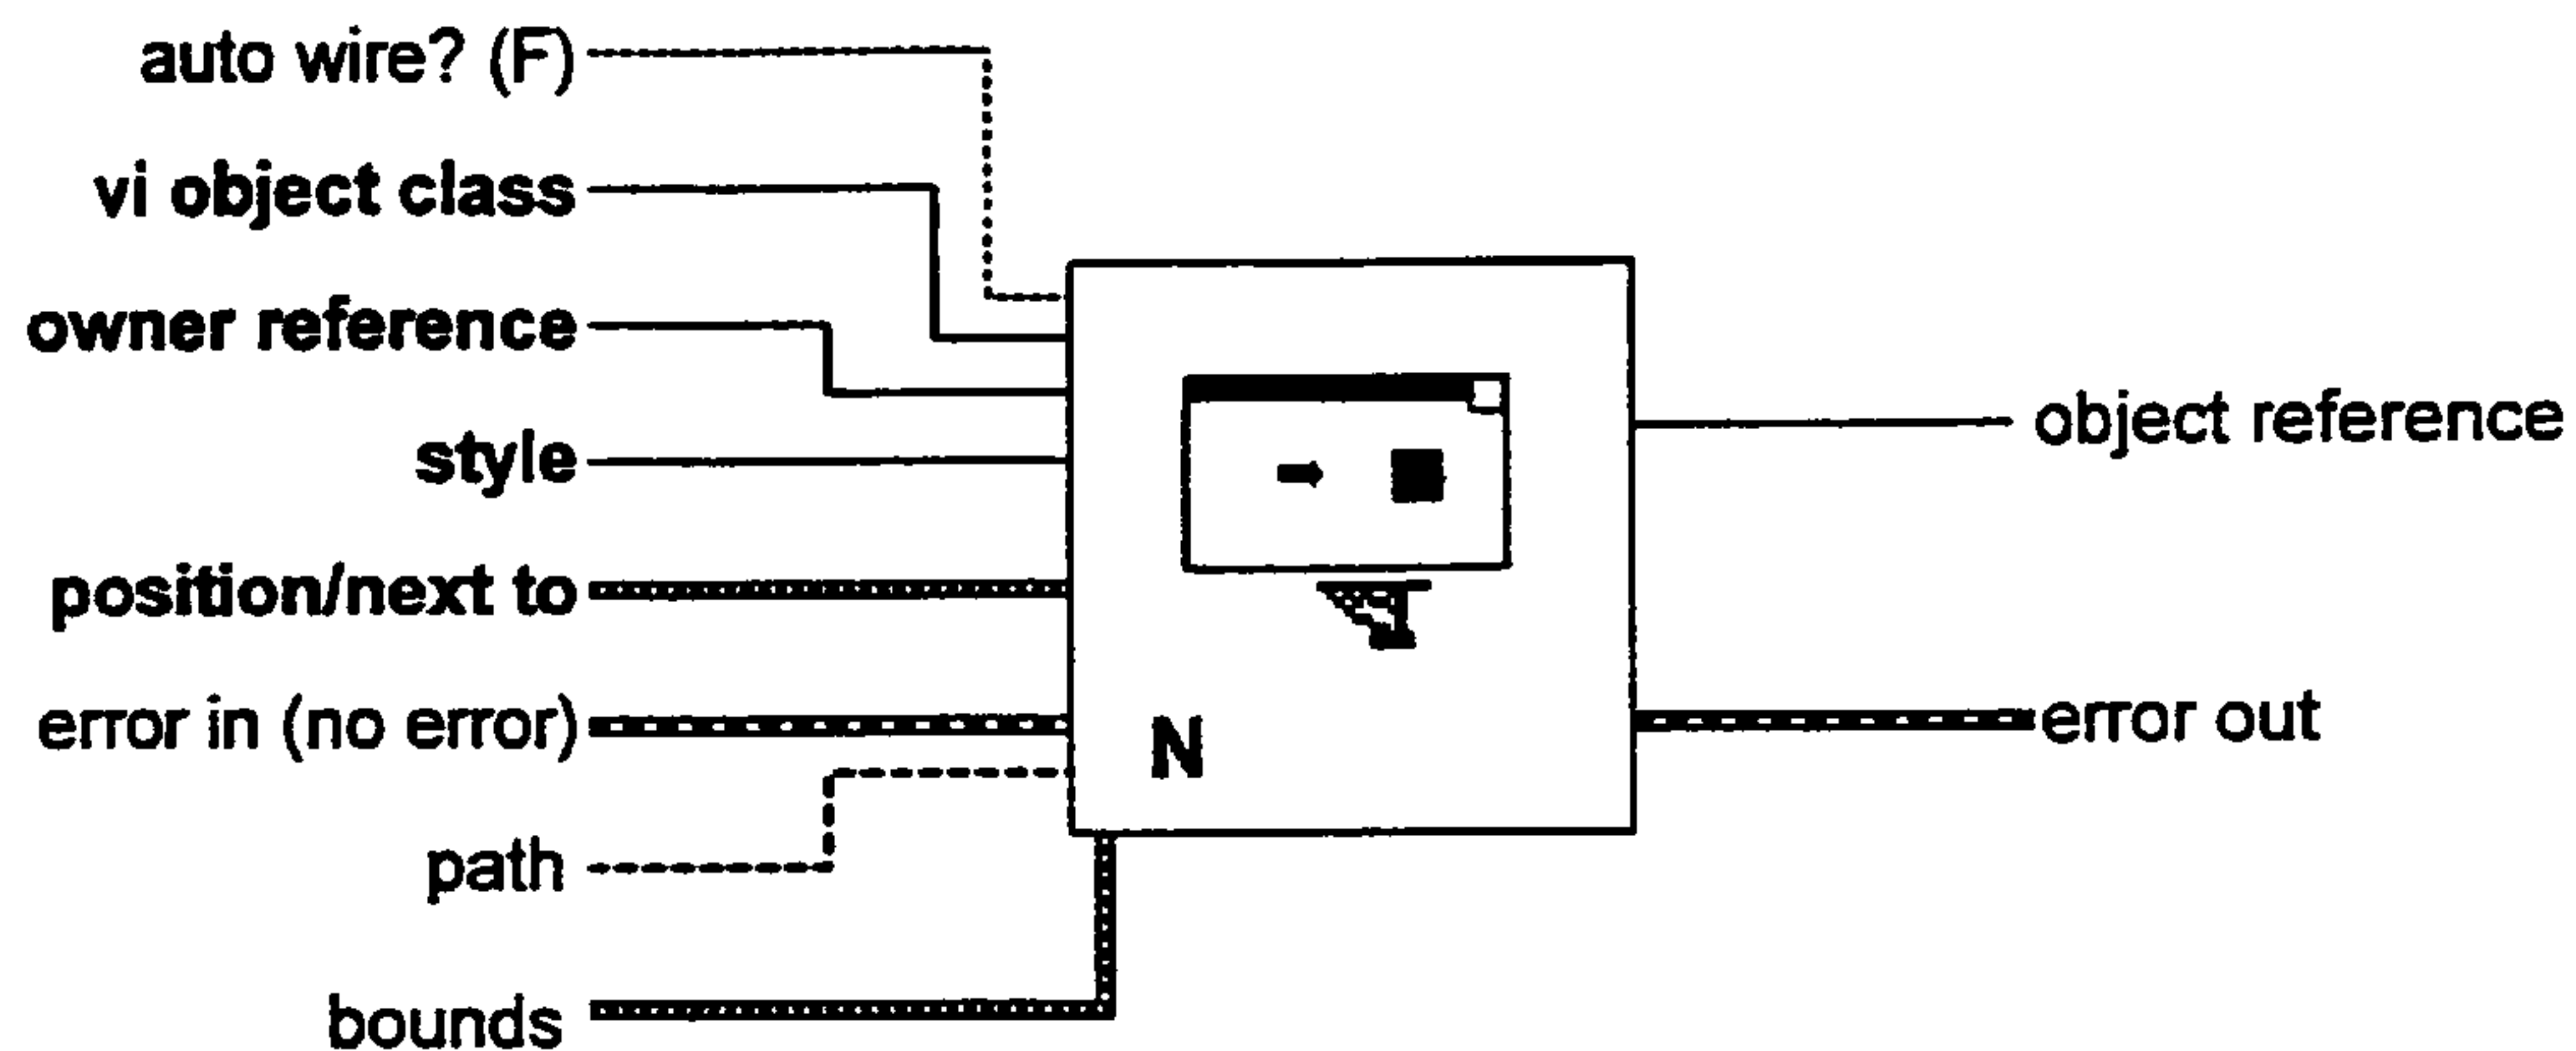 auto wire? (F)
vi object class
owner reference
style
position/next to
error in (no error)
path
bounds
N
object reference
error out